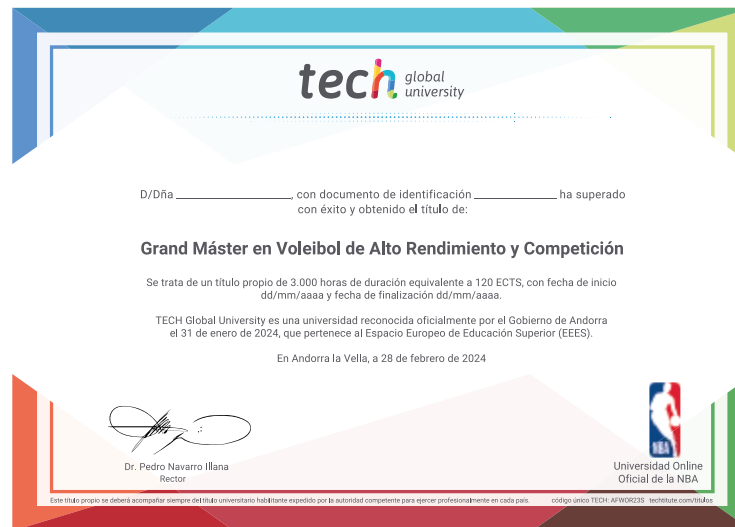 tech global
university
D/Dña ____________, con documento de identificación ____________ ha superado
con éxito y obtenido el título de:
Grand Máster en Voleibol de Alto Rendimiento y Competición
Se trata de un título propio de 3.000 horas de duración equivalente a 120 ECTS, con fecha de inicio
dd/mm/aaaa y fecha de finalización dd/mm/aaaa.
TECH Global University es una universidad reconocida oficialmente por el Gobierno de Andorra
el 31 de enero de 2024, que pertenece al Espacio Europeo de Educación Superior (EEES).
En Andorra la Vella, a 28 de febrero de 2024
Dr. Pedro Navarro Illana
Rector
NBA
Universidad Online
Oficial de la NBA
Este título propio se deberá acompañar siempre del título universitario habilitante expedido por la autoridad competente para ejercer profesionalmente en cada país. código único TECH: AFWOR23S techtitute.com/titulos